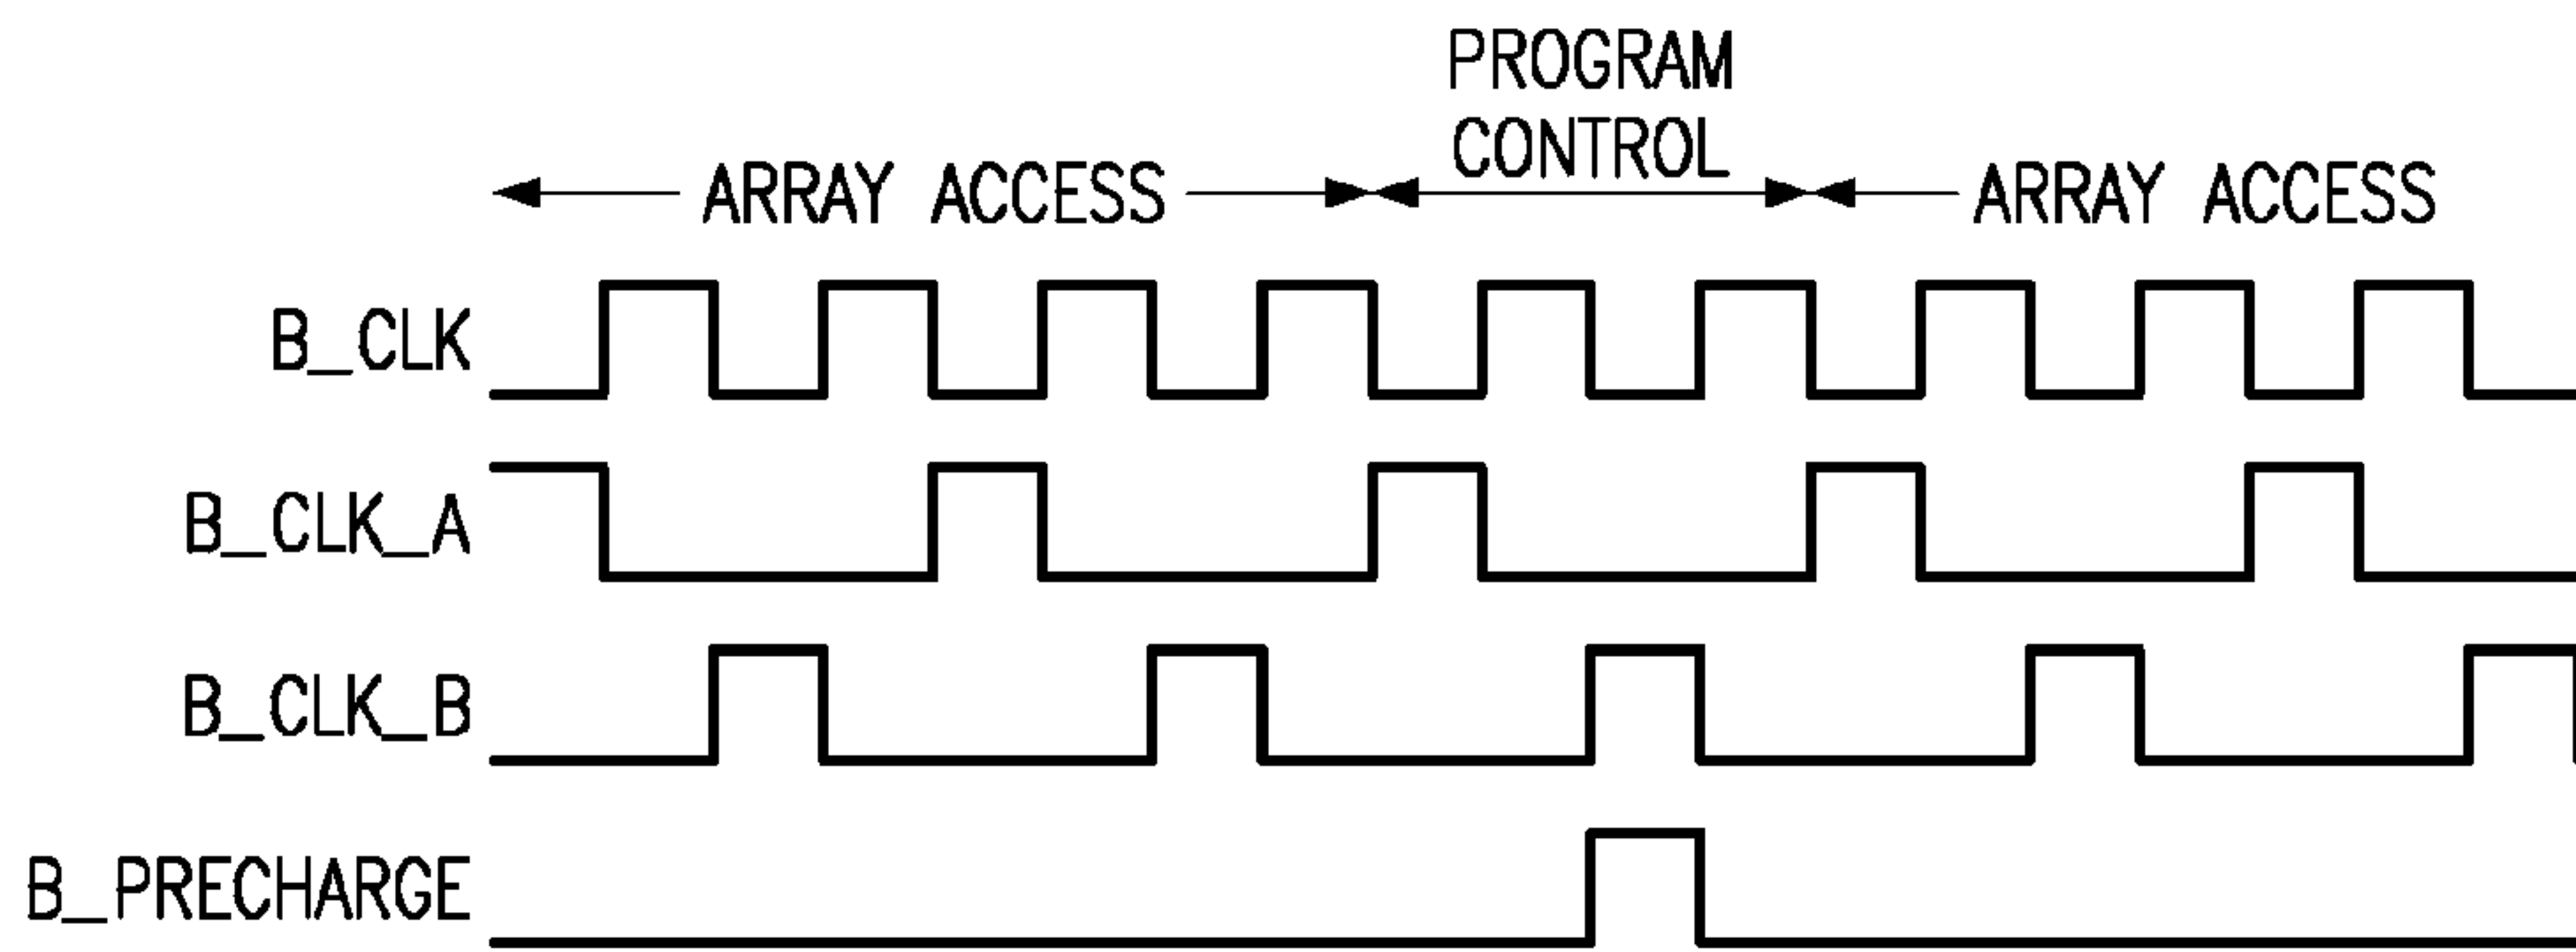 PROGRAM
CONTROL
ARRAY ACCESS
ARRAY ACCESS
B_CLK
B_CLK_A
B_CLK_B
B_PRECHARGE